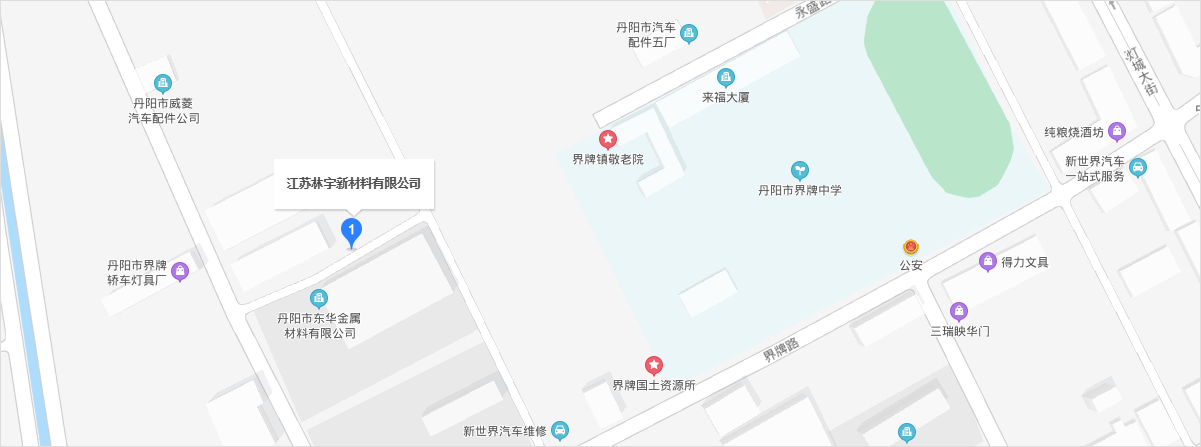 永盛路
丹阳市汽车
配件五厂
灯城大街
来福大厦
丹阳市威菱
汽车配件公司
纯粮烧酒坊
界牌镇敬老院
新世界汽车
一站式服务
江苏林宇新材料有限公司
丹阳市界牌中学
1
公安
得力文具
丹阳市界牌
轿车灯具厂
丹阳市东华金属
材料有限公司
三瑞映华门
界牌路
界牌国土资源所
新世界汽车维修